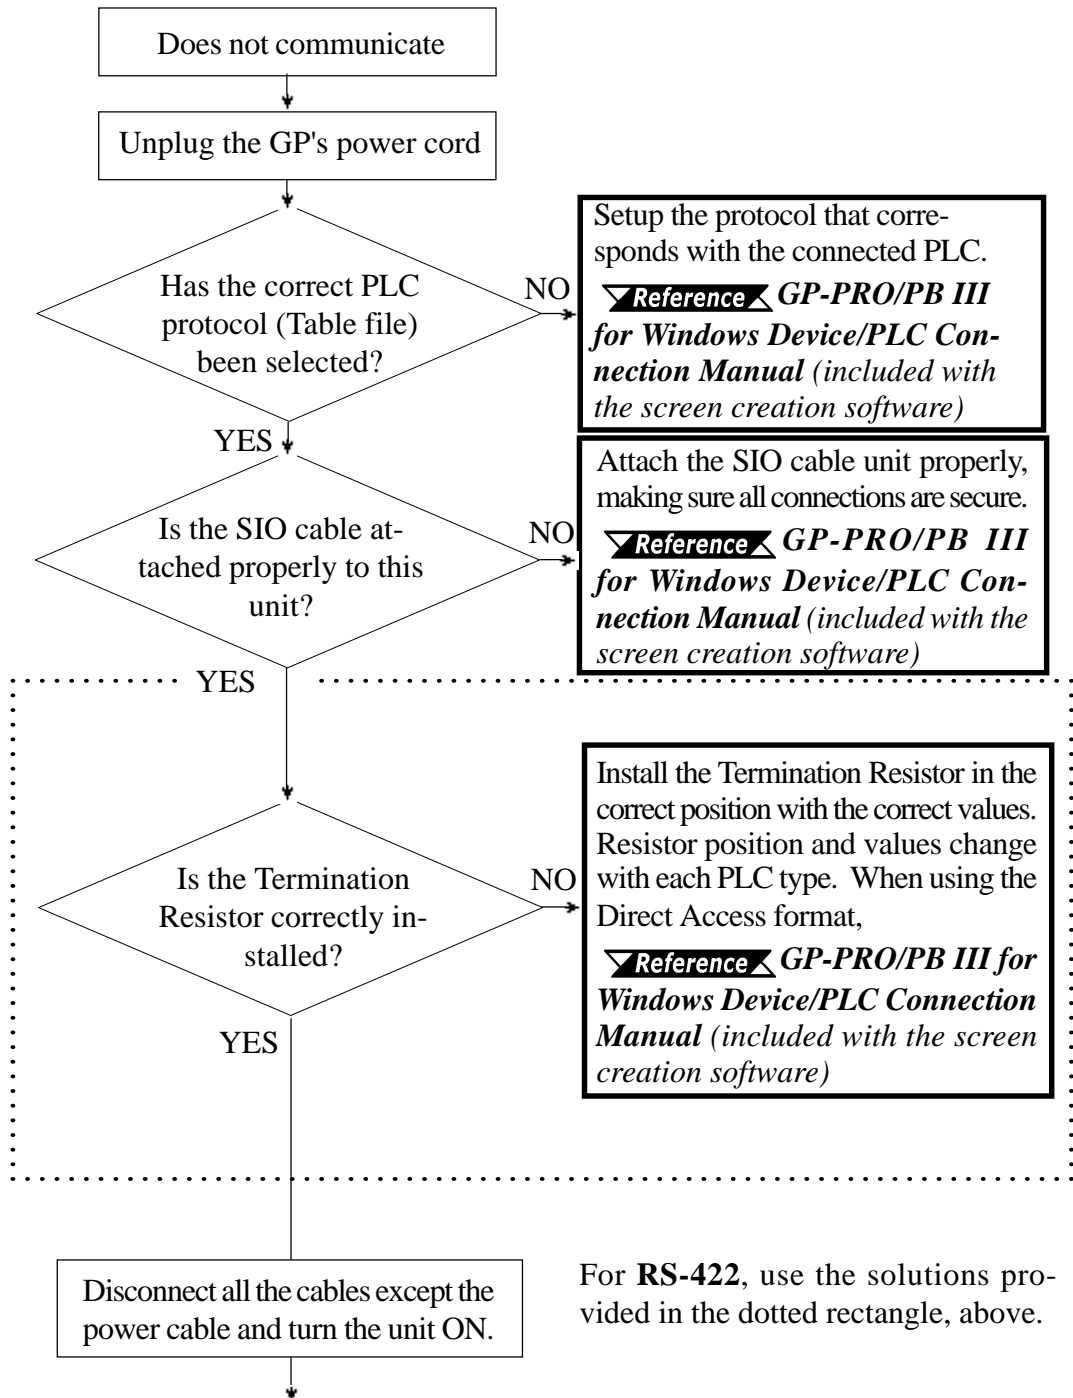 Does not communicate
Unplug the GP's power cord
Has the correct PLC
protocol (Table file)
been selected?
NO
Setup the protocol that corre-
sponds with the connected PLC.
Reference GP-PRO/PB III
for Windows Device/PLC Con-
nection Manual (included with
the screen creation software)
YES
Is the SIO cable at-
tached properly to this
unit?
NO
Attach the SIO cable unit properly,
making sure all connections are secure.
Reference GP-PRO/PB III
for Windows Device/PLC Con-
nection Manual (included with the
screen creation software)
YES
Is the Termination
Resistor correctly in-
stalled?
NO
Install the Termination Resistor in the
correct position with the correct values.
Resistor position and values change
with each PLC type. When using the
Direct Access format,
Reference GP-PRO/PB III for
Windows Device/PLC Connection
Manual (included with the screen
creation software)
YES
Disconnect all the cables except the
power cable and turn the unit ON.
For RS-422, use the solutions pro-
vided in the dotted rectangle, above.